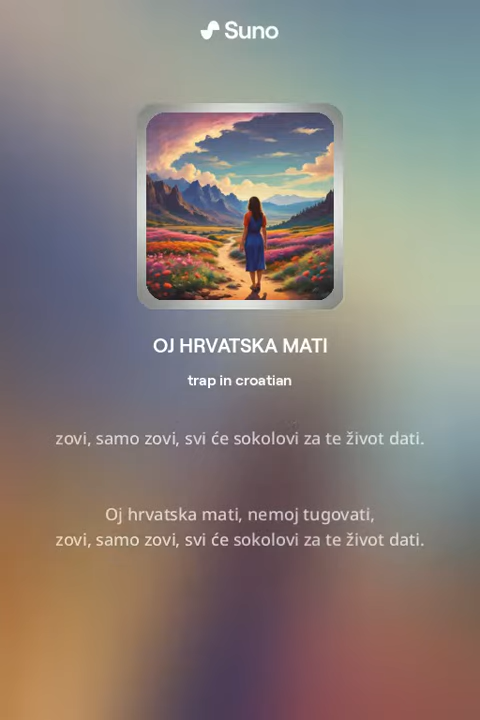 Suno
OJ HRVATSKA MATI
trap in croatian
zovi, samo zovi, svi će sokolovi za te život dati.
Oj hrvatska mati, nemoj tugovati,
zovi, samo zovi, svi će sokolovi za te život dati.